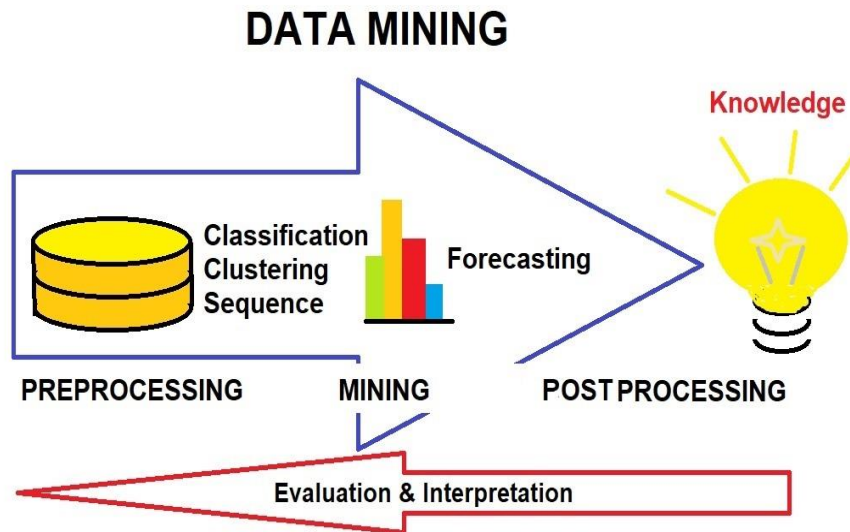 DATA MINING
Knowledge
Classification
Clustering
Sequence
Forecasting
PREPROCESSING MINING POST PROCESSING
Evaluation & Interpretation